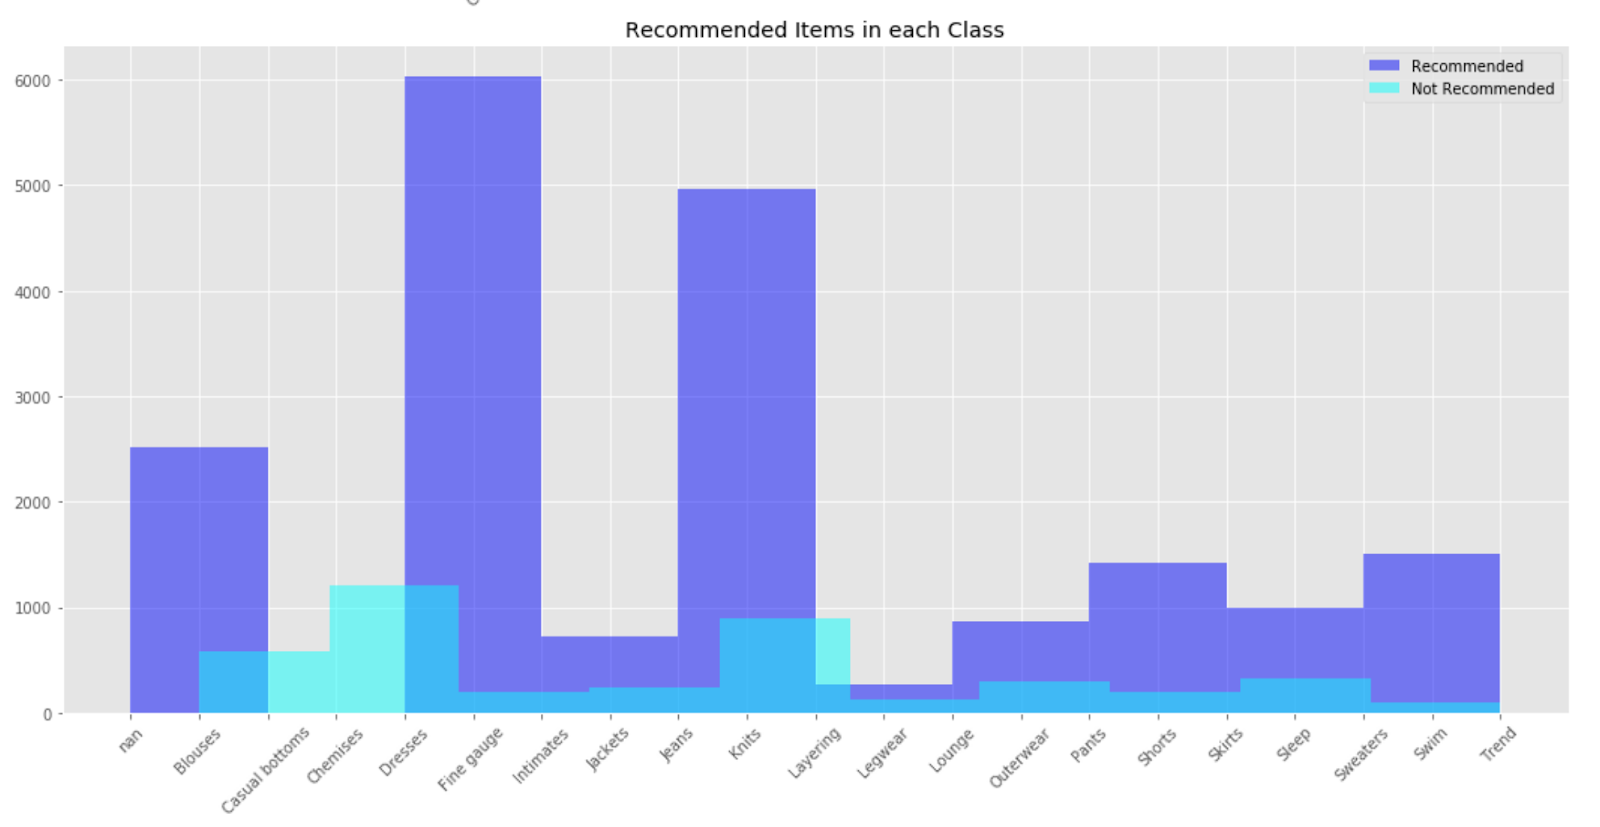 Recommended Items in each Class
Recommended
Not Recommended
6000
5000
4000
3000
2000
1000
0
nan
Blouses
Casual bottoms
Chemises
Dresses
Fine gauge
Intimates
Jackets
Jeans
Knits
Layering
Legwear
Lounge
Outerwear
Pants
Shorts
Skirts
Sleep
Sweaters
Swim
Trend